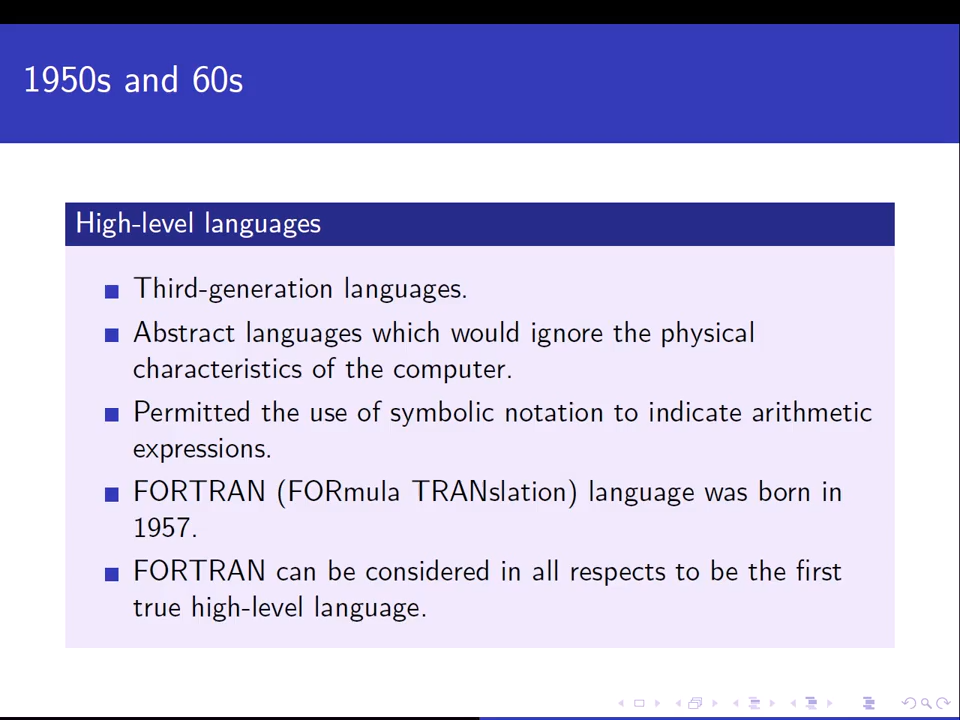 1950s and 60s
High-level languages
Third-generation languages.
Abstract languages which would ignore the physical
characteristics of the computer.
Permitted the use of symbolic notation to indicate arithmetic
expressions.
FORTRAN (FORmula TRANslation) language was born in
1957.
FORTRAN can be considered in all respects to be the first
true high-level language.